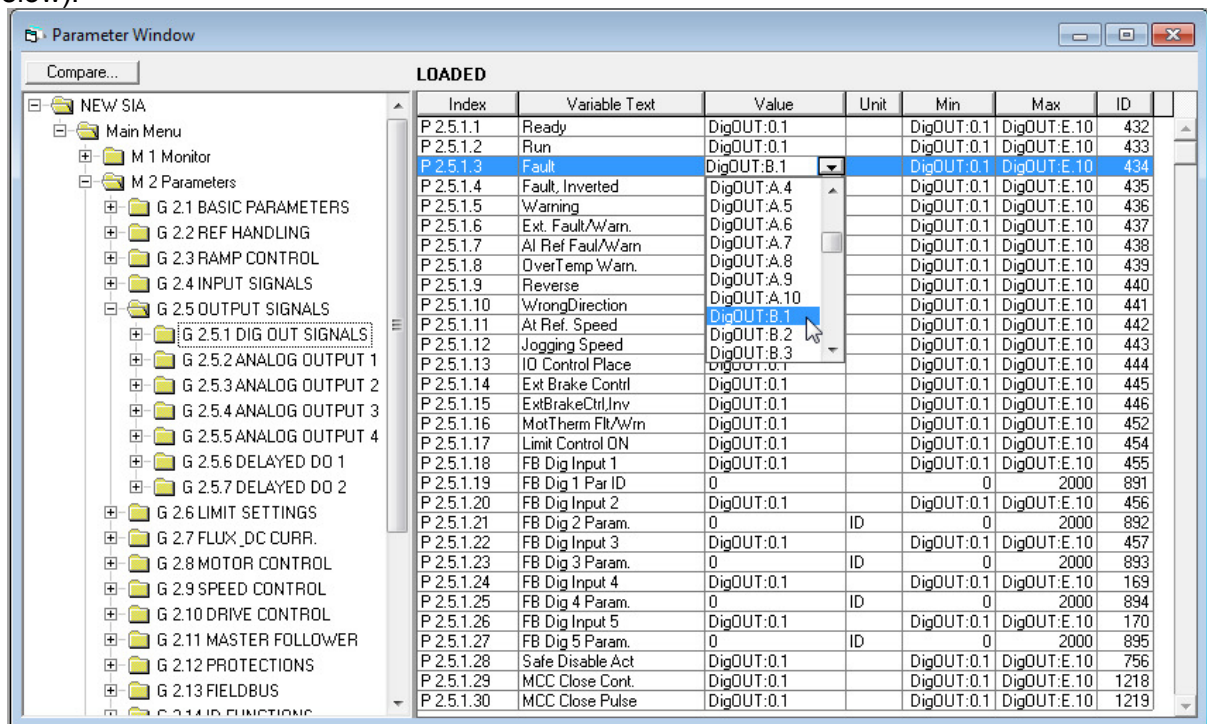 below).
Parameter Window
Compare... LOADED
NEW SIA
Main Menu
M 1 Monitor
M 2 Parameters
G 2.1 BASIC PARAMETERS
G 2.2 REF HANDLING
G 2.3 RAMP CONTROL
G 2.4 INPUT SIGNALS
G 2.5 OUTPUT SIGNALS
G 2.5.1 DIG OUT SIGNALS
G 2.5.2 ANALOG OUTPUT 1
G 2.5.3 ANALOG OUTPUT 2
G 2.5.4 ANALOG OUTPUT 3
G 2.5.5 ANALOG OUTPUT 4
G 2.5.6 DELAYED DO 1
G 2.5.7 DELAYED DO 2
G 2.6 LIMIT SETTINGS
G 2.7 FLUX _DC CURR.
G 2.8 MOTOR CONTROL
G 2.9 SPEED CONTROL
G 2.10 DRIVE CONTROL
G 2.11 MASTER FOLLOWER
G 2.12 PROTECTIONS
G 2.13 FIELDBUS
G 2.14 ID FUNCTIONS
Index Variable Text Value Unit Min Max ID
P 2.5.1.1 Ready DigOUT:0.1 DigOUT:0.1 DigOUT:E.10 432
P 2.5.1.2 Run DigOUT:0.1 DigOUT:0.1 DigOUT:E.10 433
P 2.5.1.3 Fault DigOUT:B.1 DigOUT:0.1 DigOUT:E.10 434
P 2.5.1.4 Fault, Inverted DigOUT:A.4 DigOUT:0.1 DigOUT:E.10 435
P 2.5.1.5 Warning DigOUT:A.5 DigOUT:0.1 DigOUT:E.10 436
P 2.5.1.6 Ext. Fault/Warn. DigOUT:A.6 DigOUT:0.1 DigOUT:E.10 437
P 2.5.1.7 AI Ref Faul/Warn DigOUT:A.7 DigOUT:0.1 DigOUT:E.10 438
P 2.5.1.8 OverTemp Warn. DigOUT:A.8 DigOUT:0.1 DigOUT:E.10 439
P 2.5.1.9 Reverse DigOUT:A.9 DigOUT:0.1 DigOUT:E.10 440
P 2.5.1.10 WrongDirection DigOUT:A.10 DigOUT:0.1 DigOUT:E.10 441
P 2.5.1.11 At Ref. Speed DigOUT:B.1 DigOUT:0.1 DigOUT:E.10 442
P 2.5.1.12 Jogging Speed DigOUT:B.2 DigOUT:0.1 DigOUT:E.10 443
DigOUT:B.3
P 2.5.1.13 IO Control Place DigOUT:0.1 DigOUT:0.1 DigOUT:E.10 444
P 2.5.1.14 Ext Brake Contrl DigOUT:0.1 DigOUT:0.1 DigOUT:E.10 445
P 2.5.1.15 ExtBrakeCtrl,Inv DigOUT:0.1 DigOUT:0.1 DigOUT:E.10 446
P 2.5.1.16 MotTherm Flt/Wrn DigOUT:0.1 DigOUT:0.1 DigOUT:E.10 452
P 2.5.1.17 Limit Control ON DigOUT:0.1 DigOUT:0.1 DigOUT:E.10 454
P 2.5.1.18 FB Dig Input 1 DigOUT:0.1 DigOUT:0.1 DigOUT:E.10 455
P 2.5.1.19 FB Dig 1 Par ID 0 0 2000 891
P 2.5.1.20 FB Dig Input 2 DigOUT:0.1 DigOUT:0.1 DigOUT:E.10 456
P 2.5.1.21 FB Dig 2 Param. 0 ID 0 2000 892
P 2.5.1.22 FB Dig Input 3 DigOUT:0.1 DigOUT:0.1 DigOUT:E.10 457
P 2.5.1.23 FB Dig 3 Param. 0 ID 0 2000 893
P 2.5.1.24 FB Dig Input 4 DigOUT:0.1 DigOUT:0.1 DigOUT:E.10 169
P 2.5.1.25 FB Dig 4 Param. 0 ID 0 2000 894
P 2.5.1.26 FB Dig Input 5 DigOUT:0.1 DigOUT:0.1 DigOUT:E.10 170
P 2.5.1.27 FB Dig 5 Param. 0 ID 0 2000 895
P 2.5.1.28 Safe Disable Act DigOUT:0.1 DigOUT:0.1 DigOUT:E.10 756
P 2.5.1.29 MCC Close Cont. DigOUT:0.1 DigOUT:0.1 DigOUT:E.10 1218
P 2.5.1.30 MCC Close Pulse DigOUT:0.1 DigOUT:0.1 DigOUT:E.10 1219